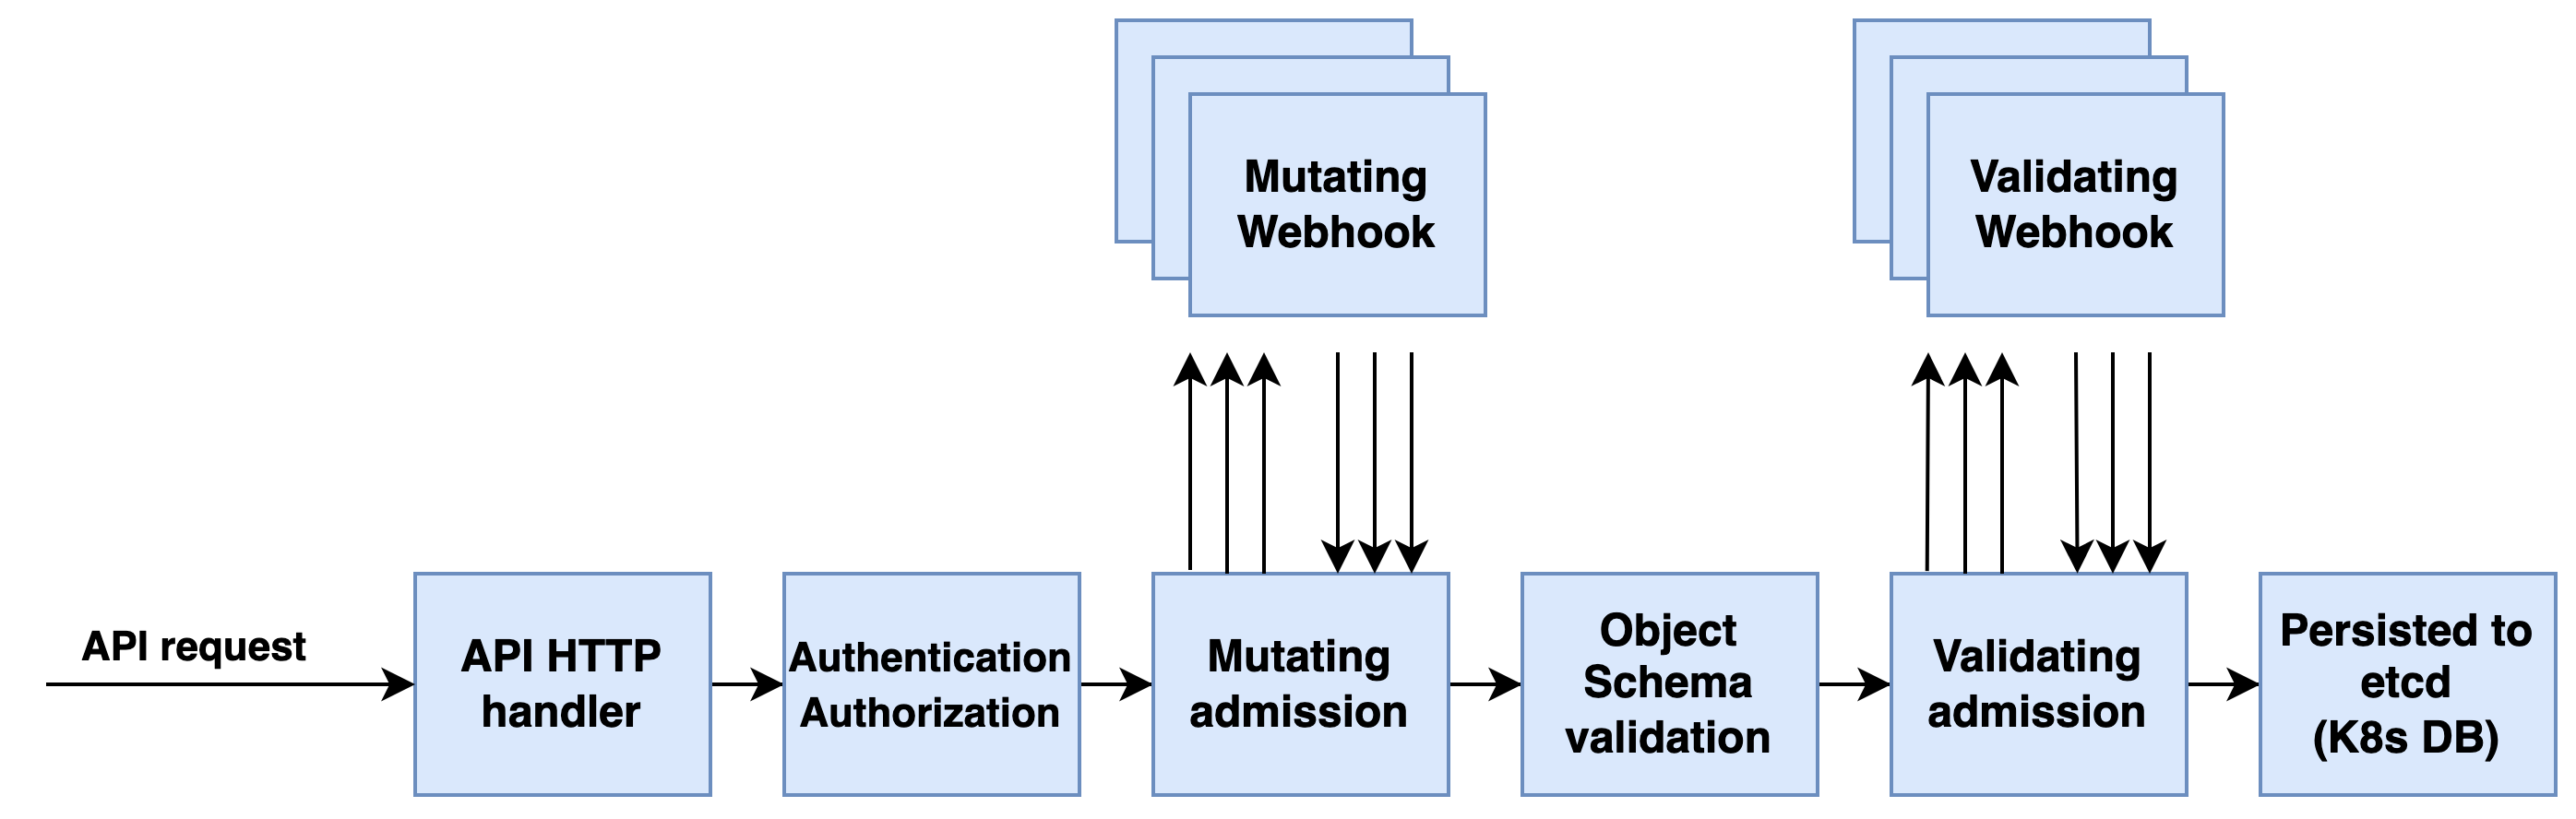 Mutating
Webhook
Validating
Webhook
API request
API HTTP
handler
Authentication
Authorization
Mutating
admission
Object
Schema
validation
Validating
admission
Persisted to
etcd
(K8s DB)